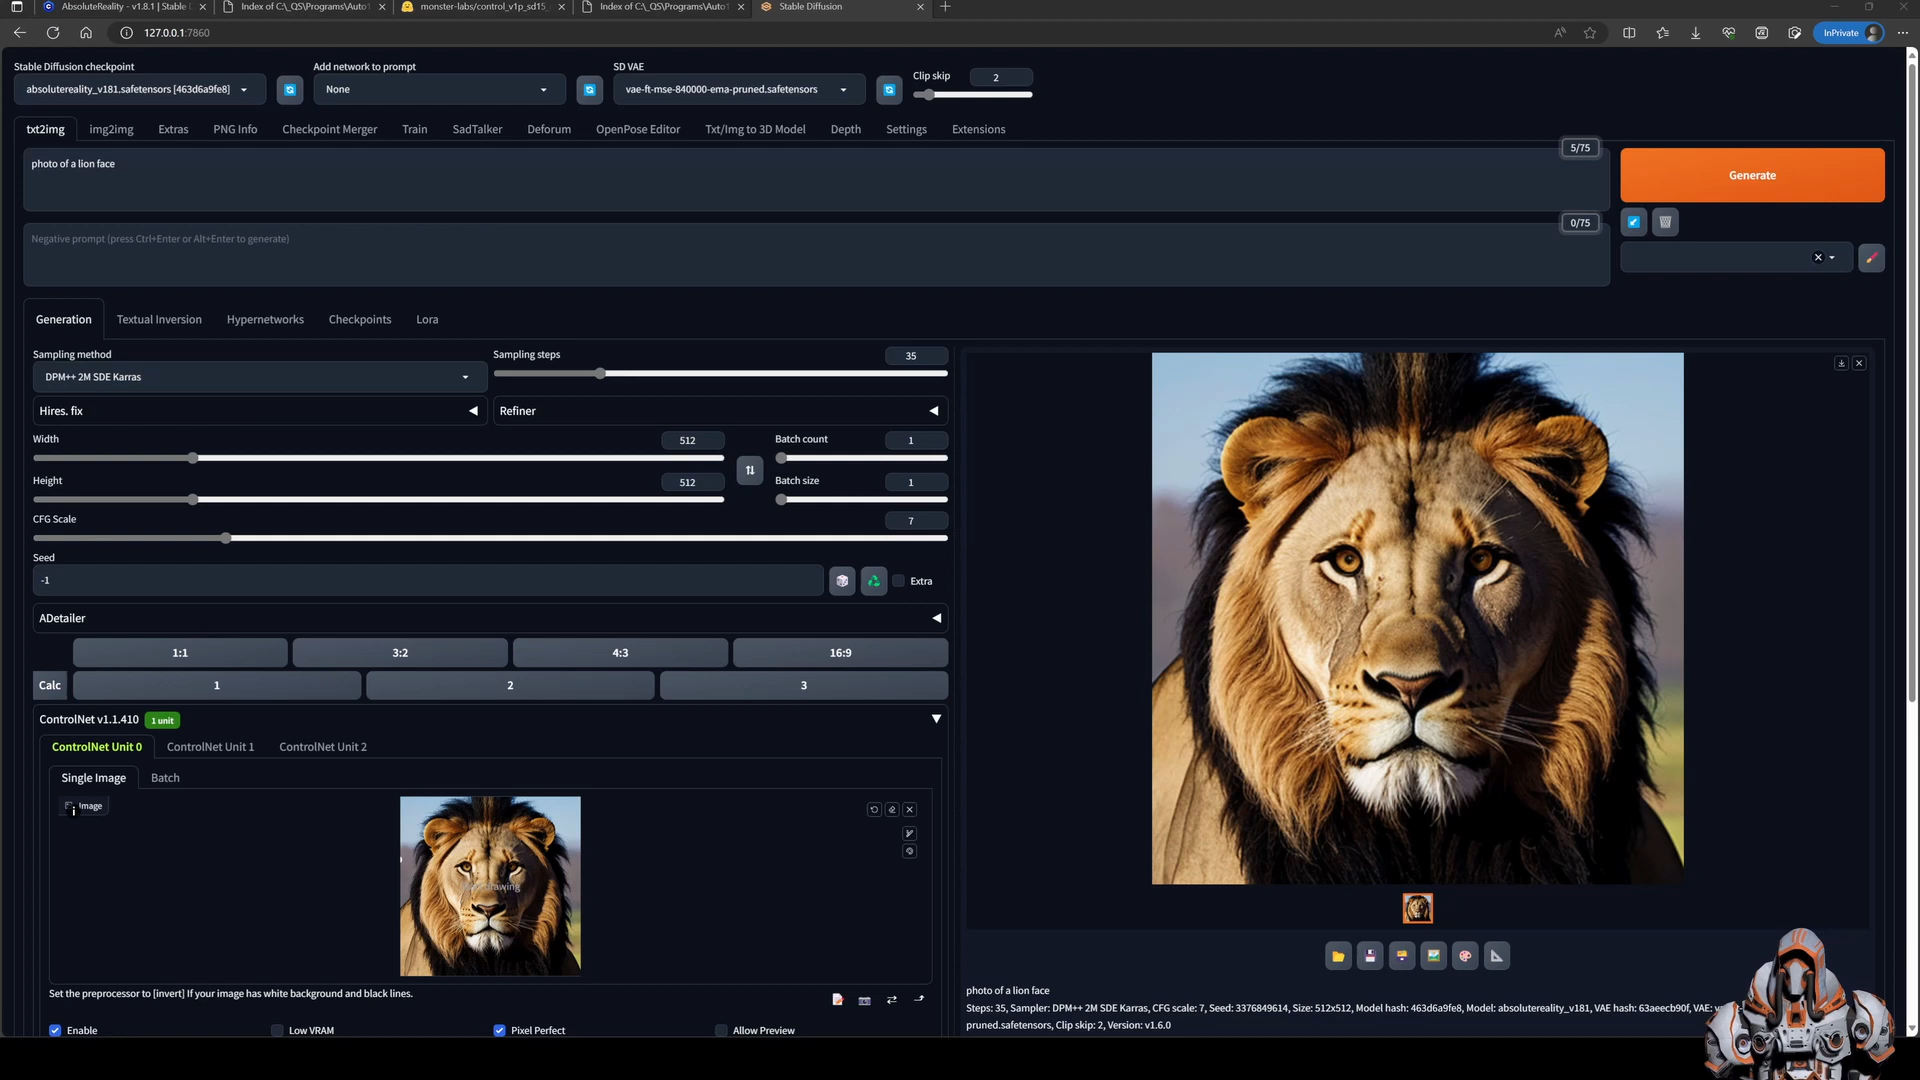 AbsoluteReality - v1.8.1 | Stable
Index of C:\_QS\Programs\Auto1
monster-labs/control_v1p_sd15_
Index of C:\_QS\Programs\Auto1
Stable Diffusion
127.0.0.1:7860
InPrivate
Stable Diffusion checkpoint
Add network to prompt
SD VAE
Clip skip
2
absolutereality_v181.safetensors [463d6a9fe8]
None
vae-ft-mse-840000-ema-pruned.safetensors
txt2img
img2img
Extras
PNG Info
Checkpoint Merger
Train
SadTalker
Deforum
OpenPose Editor
Txt/Img to 3D Model
Depth
Settings
Extensions
photo of a lion face
5/75
Generate
Negative prompt (press Ctrl+Enter or Alt+Enter to generate)
0/75
Generation
Textual Inversion
Hypernetworks
Checkpoints
Lora
Sampling method
DPM++ 2M SDE Karras
Sampling steps
35
Hires. fix
Refiner
Width
512
Batch count
1
Height
512
Batch size
1
CFG Scale
7
Seed
-1
Extra
ADetailer
1:1
3:2
4:3
16:9
Calc
1
2
3
ControlNet v1.1.410
1 unit
ControlNet Unit 0
ControlNet Unit 1
ControlNet Unit 2
Single Image
Batch
Image
drawing
Set the preprocessor to [invert] If your image has white background and black lines.
Enable
Low VRAM
Pixel Perfect
Allow Preview
photo of a lion face
Steps: 35, Sampler: DPM++ 2M SDE Karras, CFG scale: 7, Seed: 3376849614, Size: 512x512, Model hash: 463d6a9fe8, Model: absolutereality_v181, VAE hash: 63aeecb90f, VAE:
pruned.safetensors, Clip skip: 2, Version: v1.6.0